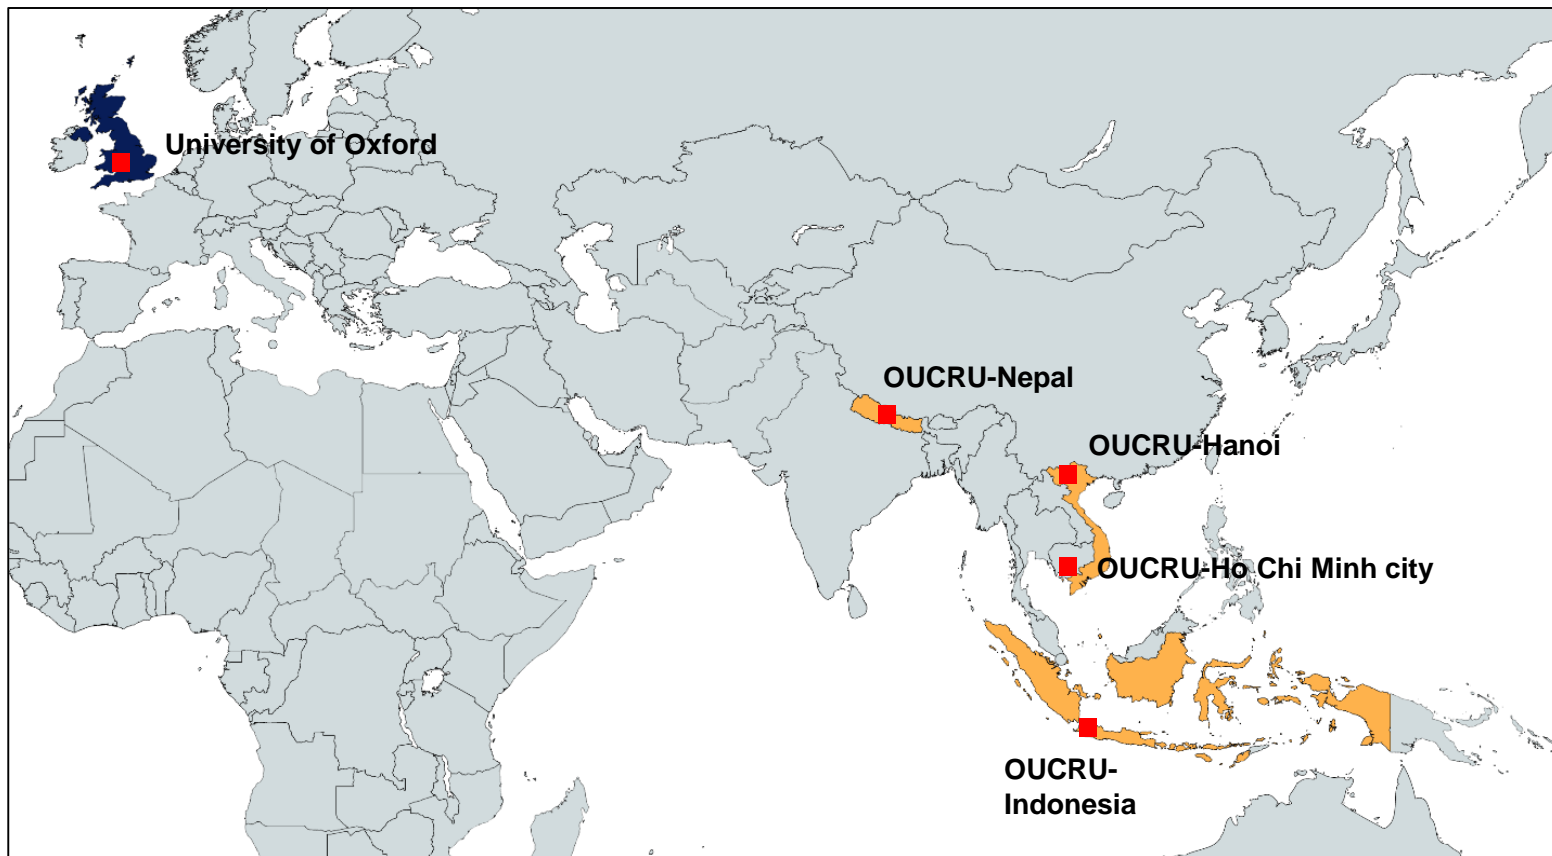 University of Oxford
OUCRU-Nepal
OUCRU-Hanoi
OUCRU-Ho Chi Minh city
OUCRU-
Indonesia